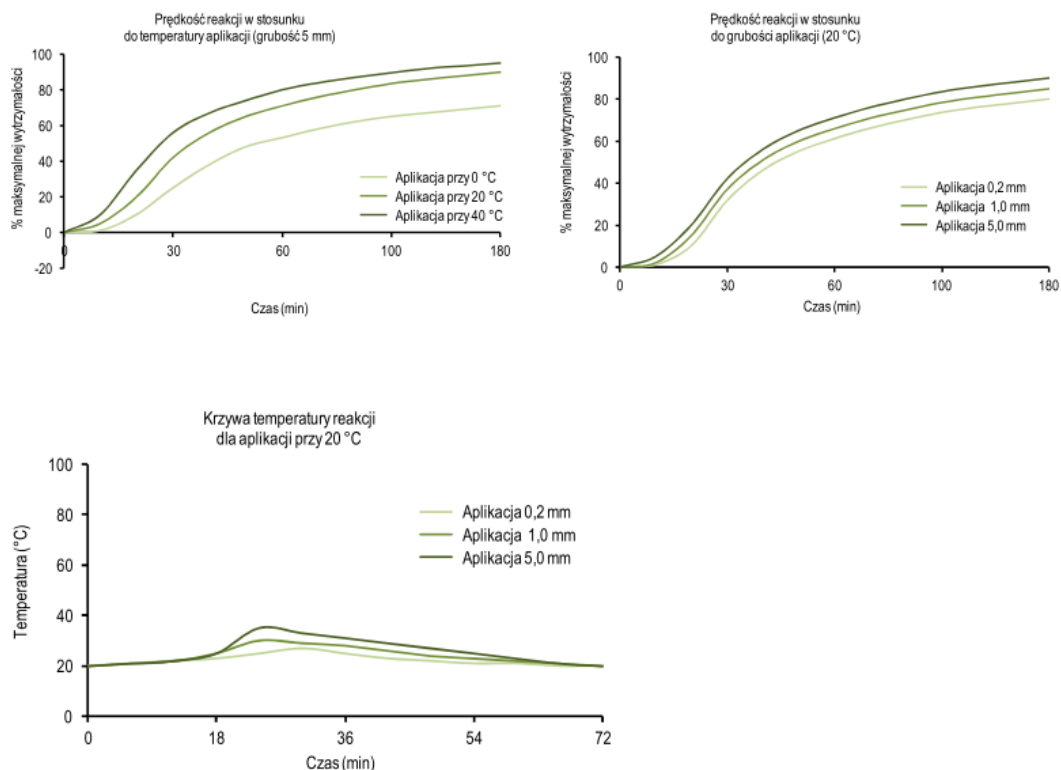 Prędkość reakcji w stosunku
do temperatury aplikacji (grubość 5 mm)
% maksymalnej wytrzymałości
100
80
60
40
20
0
-20
0
30
60
100
180
Czas (min)
Aplikacja przy 0 °C
Aplikacja przy 20 °C
Aplikacja przy 40 °C
Prędkość reakcji w stosunku
do grubości aplikacji (20 °C)
% maksymalnej wytrzymałości
100
80
60
40
20
0
0
30
60
100
180
Czas (min)
Aplikacja 0,2 mm
Aplikacja 1,0 mm
Aplikacja 5,0 mm
Krzywa temperatury reakcji
dla aplikacji przy 20 °C
Temperatura (°C)
100
80
60
40
20
0
0
18
36
54
72
Czas (min)
Aplikacja 0,2 mm
Aplikacja 1,0 mm
Aplikacja 5,0 mm